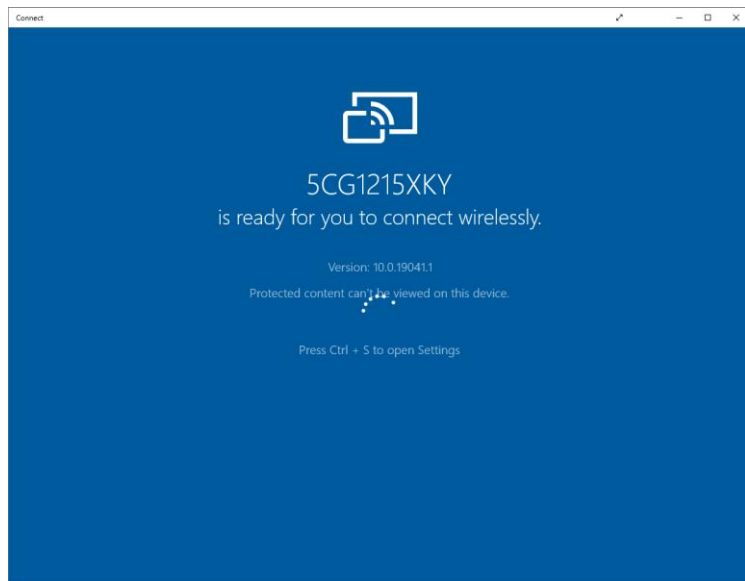 Connect
5CG1215XKY
is ready for you to connect wirelessly.
Version: 10.0.19041.1
Protected content can't be viewed on this device.
Press Ctrl + S to open Settings